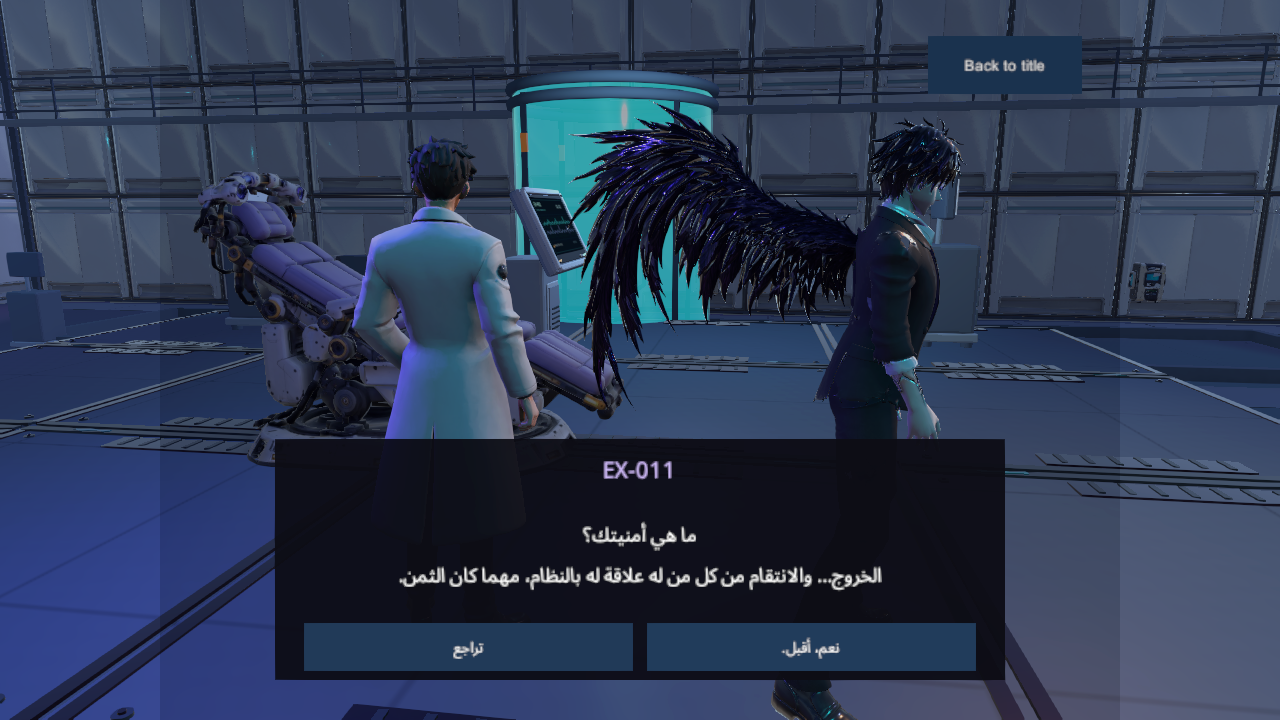 Back to title
EX-011
ما هي أمنيتك؟
الخروج... والانتقام من كل من له علاقة له بالنظام، مهما كان الثمن.
نعم، أقبل.
تراجع